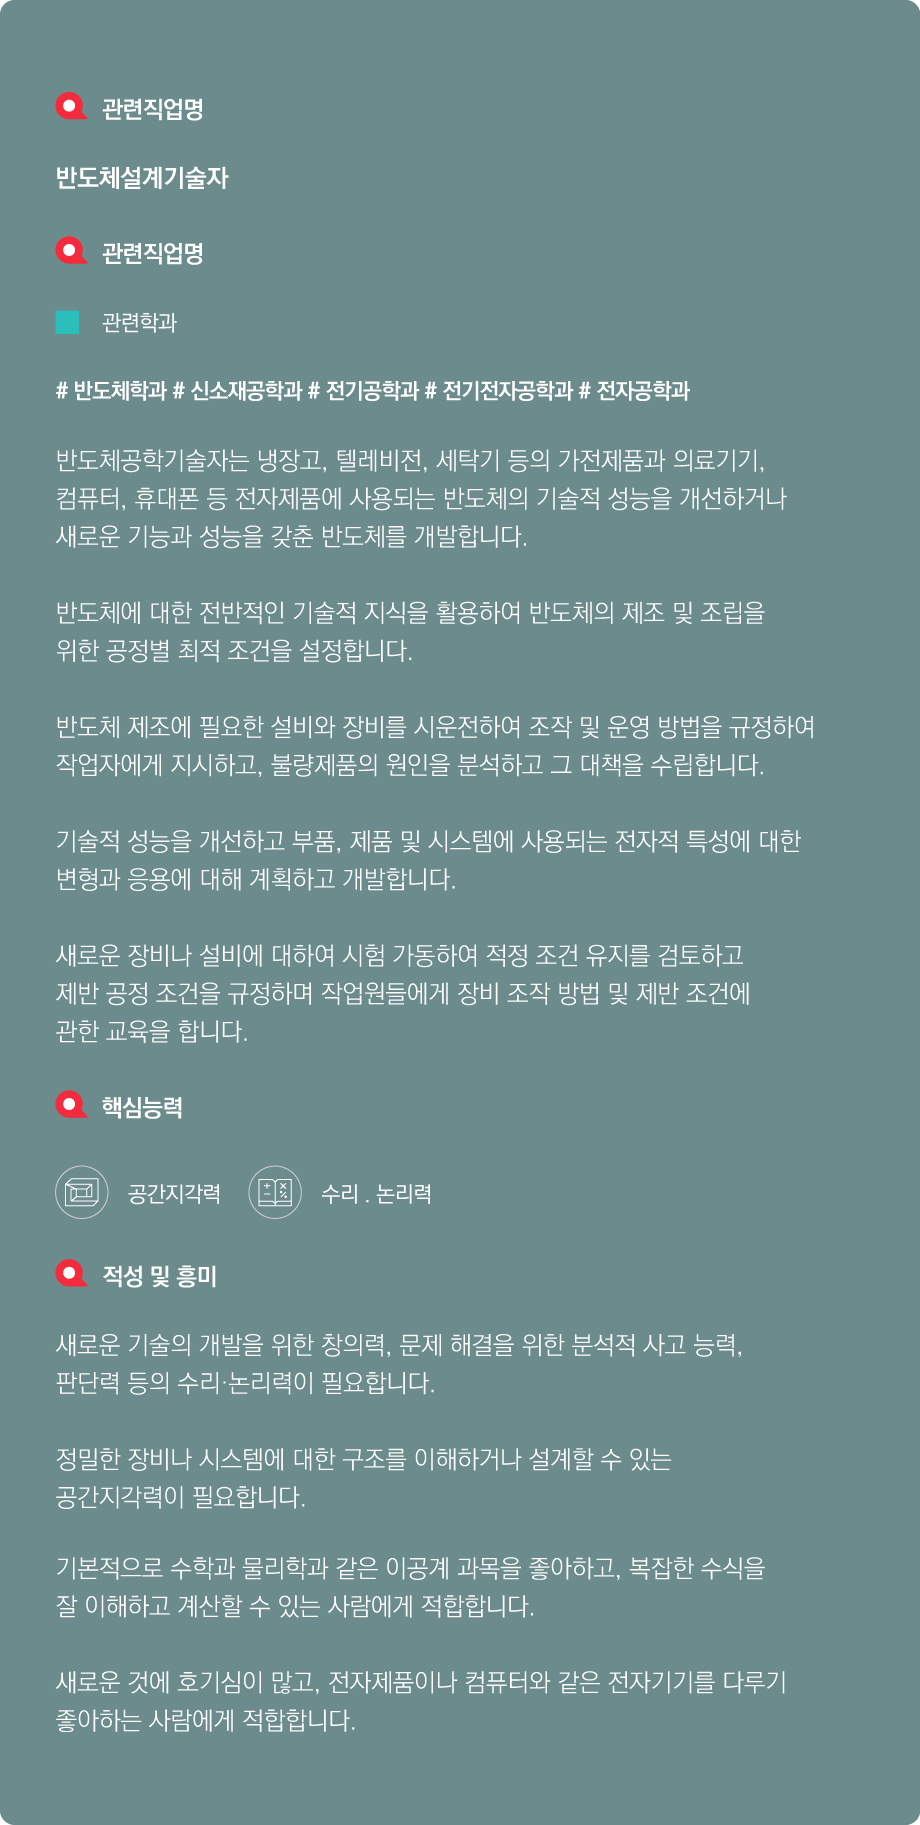 관련직업명
반도체설계기술자
관련직업명
관련학과
# 반도체학과 # 신소재공학과 # 전기공학과 # 전기전자공학과 # 전자공학과
반도체공학기술자는 냉장고, 텔레비전, 세탁기 등의 가전제품과 의료기기,
컴퓨터, 휴대폰 등 전자제품에 사용되는 반도체의 기술적 성능을 개선하거나
새로운 기능과 성능을 갖춘 반도체를 개발합니다.
반도체에 대한 전반적인 기술적 지식을 활용하여 반도체의 제조 및 조립을
위한 공정별 최적 조건을 설정합니다.
반도체 제조에 필요한 설비와 장비를 시운전하여 조작 및 운영 방법을 규정하여
작업자에게 지시하고, 불량제품의 원인을 분석하고 그 대책을 수립합니다.
기술적 성능을 개선하고 부품, 제품 및 시스템에 사용되는 전자적 특성에 대한
변형과 응용에 대해 계획하고 개발합니다.
새로운 장비나 설비에 대하여 시험 가동하여 적정 조건 유지를 검토하고
제반 공정 조건을 규정하며 작업원들에게 장비 조작 방법 및 제반 조건에
관한 교육을 합니다.
핵심능력
공간지각력 수리 . 논리력
적성 및 흥미
새로운 기술의 개발을 위한 창의력, 문제 해결을 위한 분석적 사고 능력,
판단력 등의 수리·논리력이 필요합니다.
정밀한 장비나 시스템에 대한 구조를 이해하거나 설계할 수 있는
공간지각력이 필요합니다.
기본적으로 수학과 물리학과 같은 이공계 과목을 좋아하고, 복잡한 수식을
잘 이해하고 계산할 수 있는 사람에게 적합합니다.
새로운 것에 호기심이 많고, 전자제품이나 컴퓨터와 같은 전자기기를 다루기
좋아하는 사람에게 적합합니다.